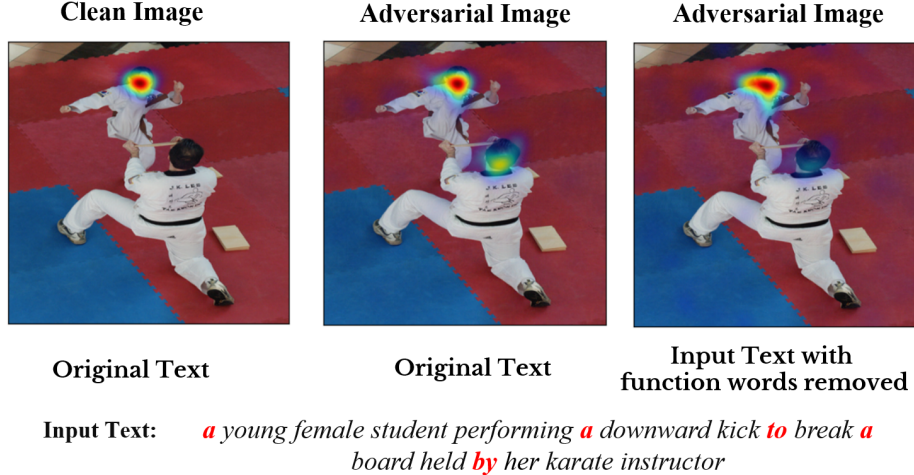 Clean Image
Adversarial Image
Adversarial Image
J.K. LEE
Original Text
Original Text
Input Text with
function words removed
Input Text: a young female student performing a downward kick to break a
board held by her karate instructor